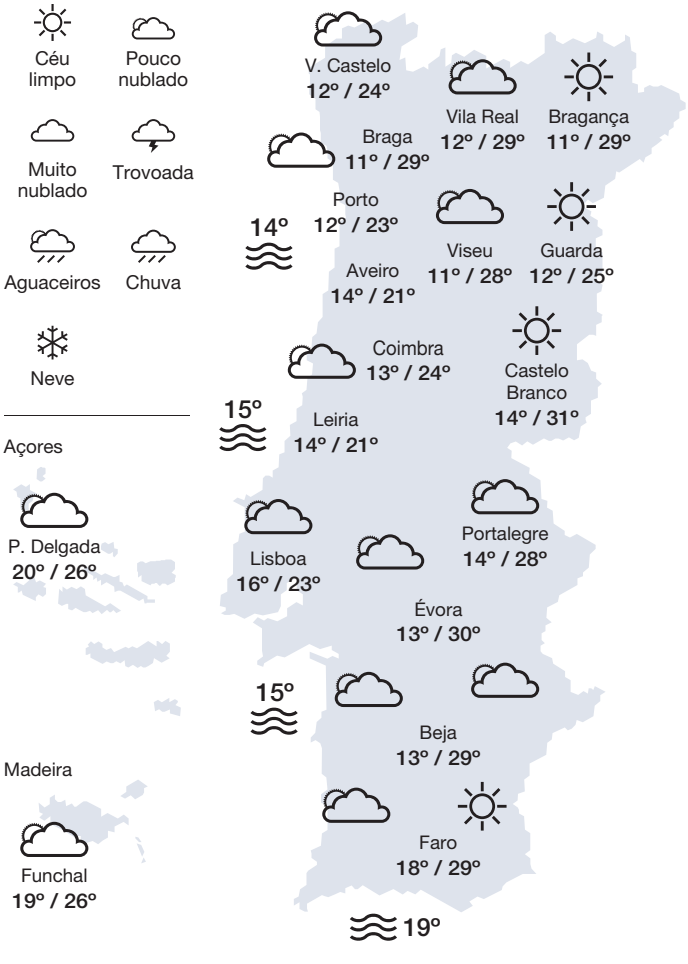 Céu
limpo
Pouco
nublado
Muito
nublado
Trovoada
Aguaceiros
Chuva
Neve
Açores
P. Delgada
20º / 26º
Madeira
Funchal
19º / 26º
V. Castelo
12º / 24º
Vila Real
12º / 29º
Bragança
11º / 29º
Braga
11º / 29º
Porto
12º / 23º
14º
Viseu
11º / 28º
Guarda
12º / 25º
Aveiro
14º / 21º
Coimbra
13º / 24º
Castelo
Branco
14º / 31º
15º
Leiria
14º / 21º
Portalegre
14º / 28º
Lisboa
16º / 23º
Évora
13º / 30º
15º
Beja
13º / 29º
Faro
18º / 29º
19º